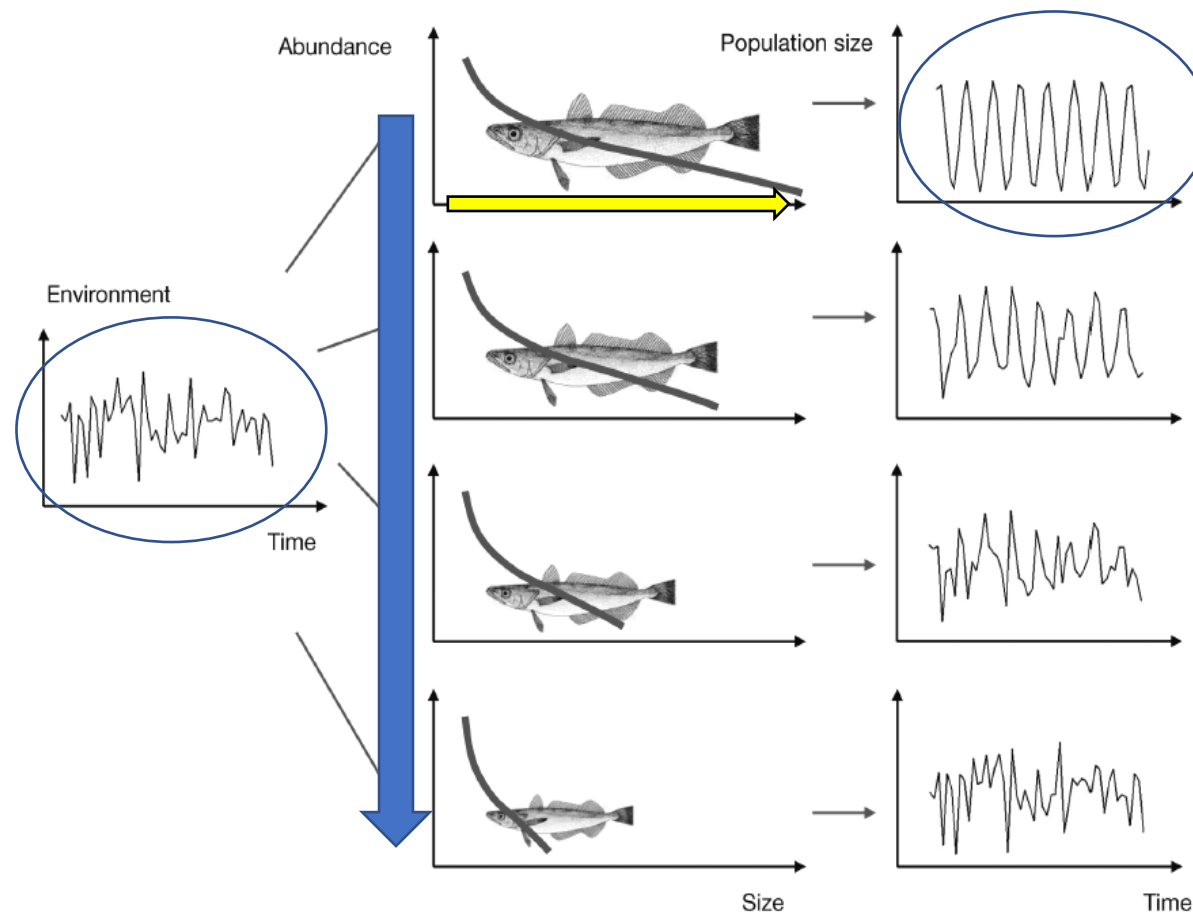 Abundance
Population size
Environment
Time
Size
Time